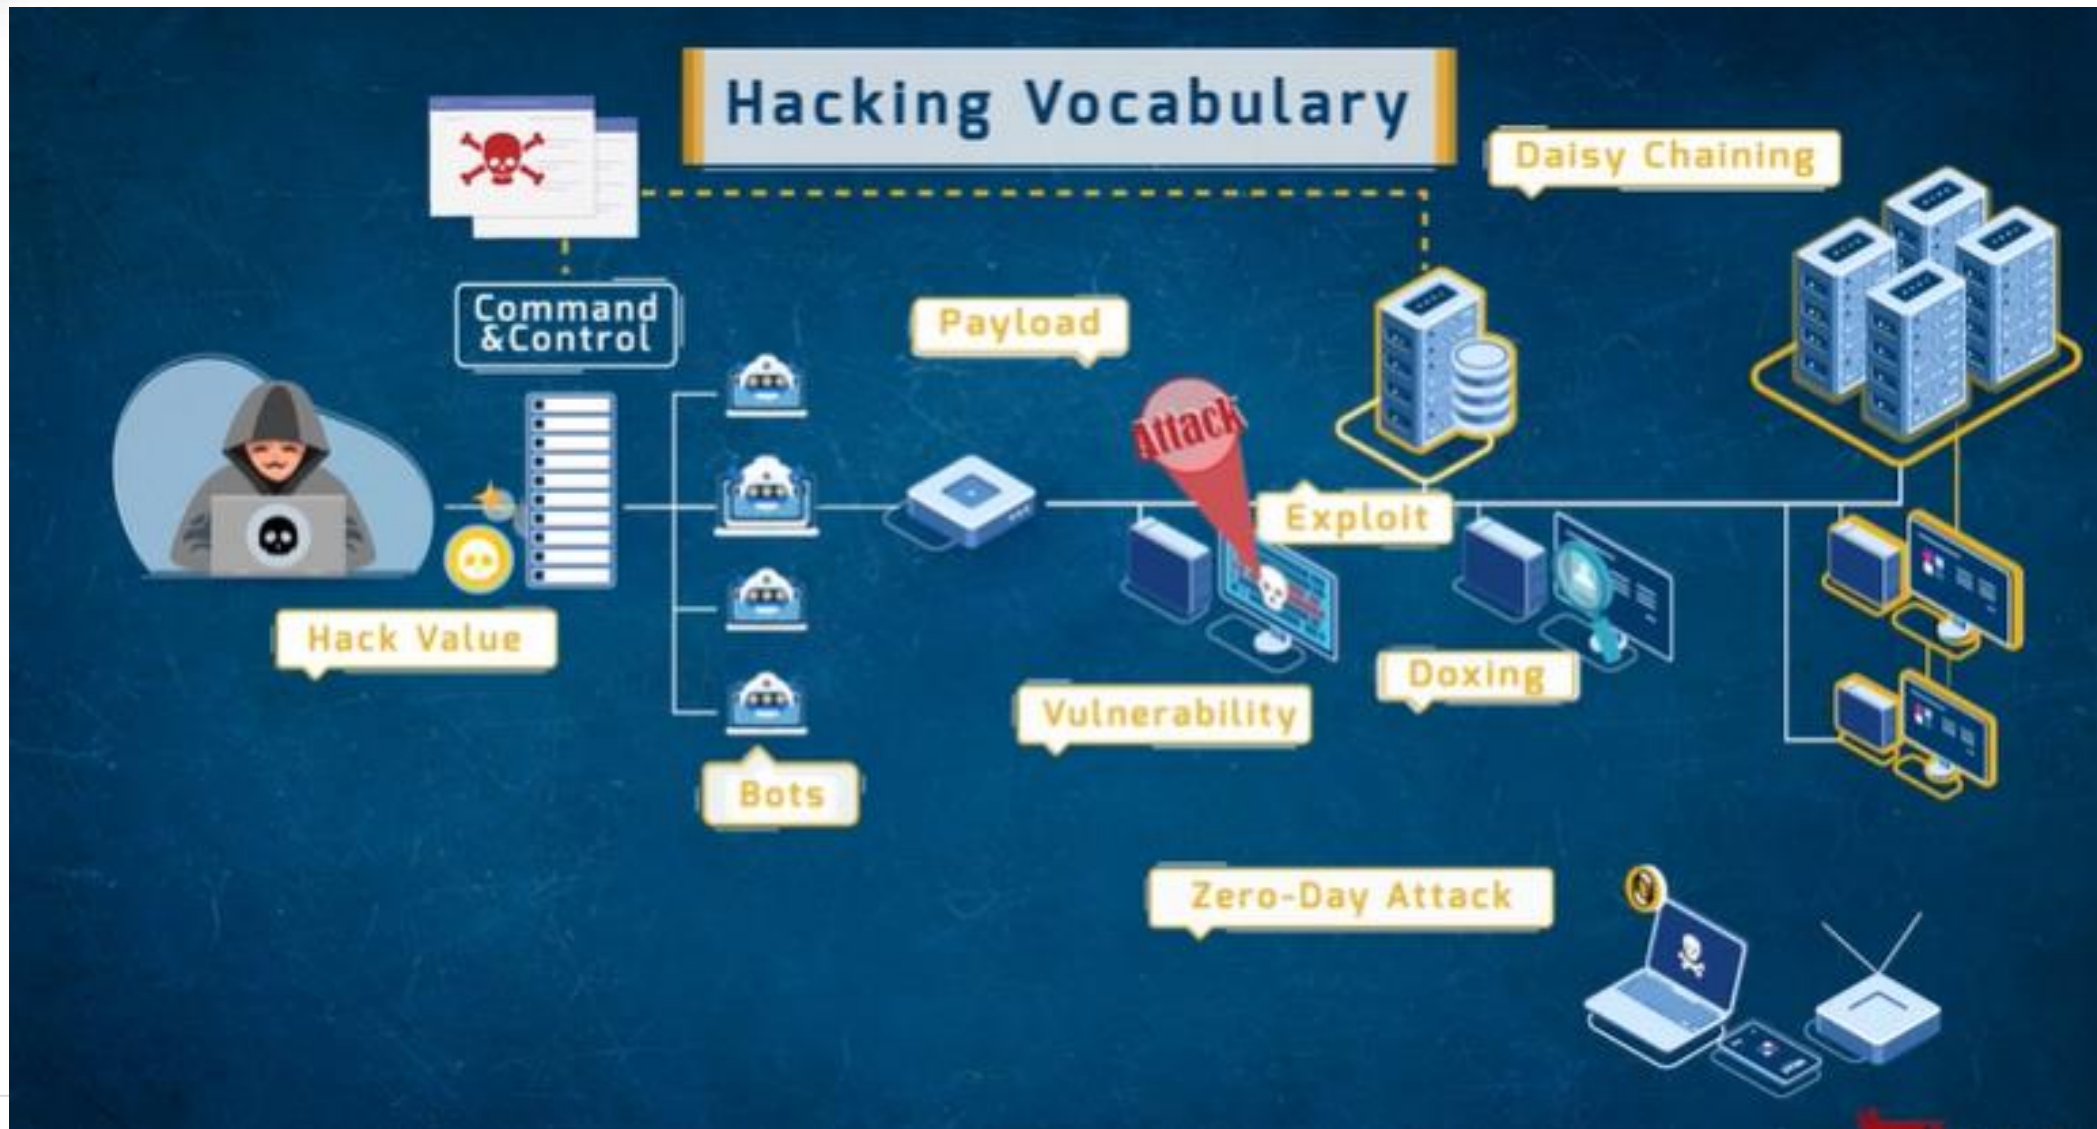 Hacking Vocabulary
Daisy Chaining
Command
&Control
Payload
Attack
Exploit
Hack Value
Doxing
Vulnerability
Bots
Zero-Day Attack